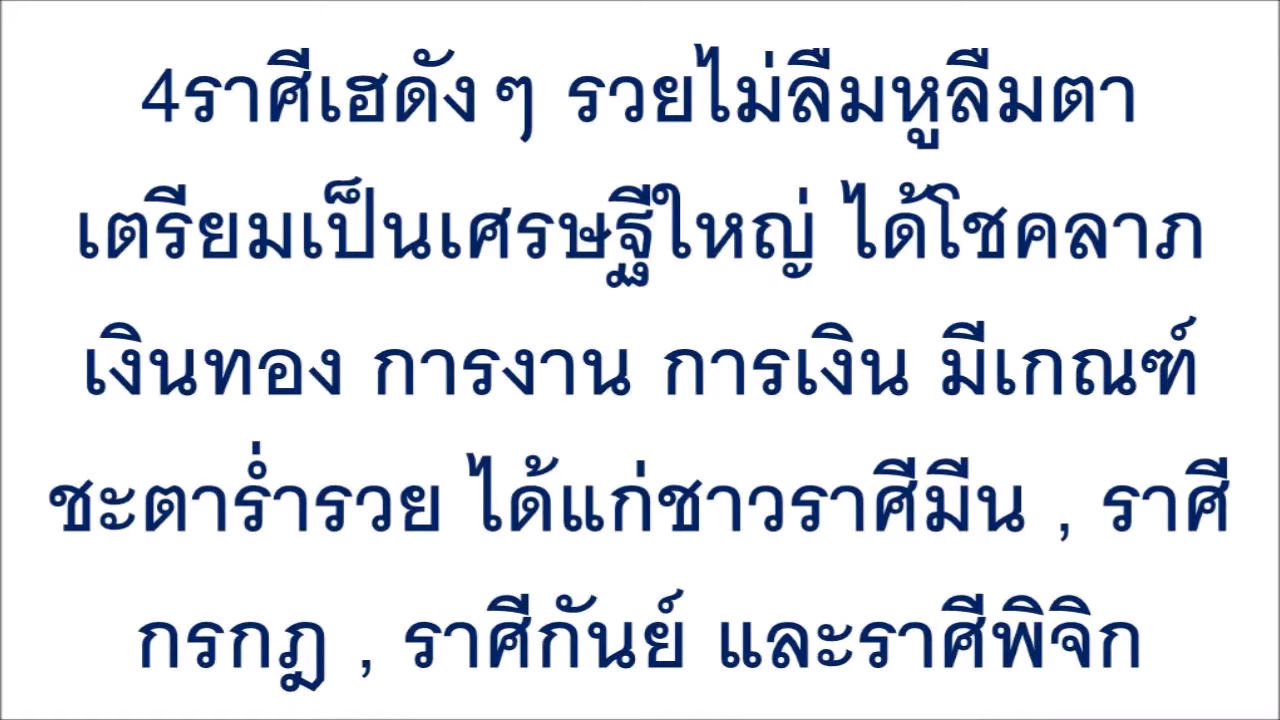 4ราศีเฮดังๆ รวยไม่ลืมหูลืมตา
เตรียมเป็นเศรษฐีใหญ่ ได้โชคลาภ
เงินทอง การงาน การเงิน มีเกณฑ์
ชะตาร่ำรวย ได้แก่ชาวราศีมีน , ราศี
กรกฎ , ราศีกันย์ และราศีพิจิก